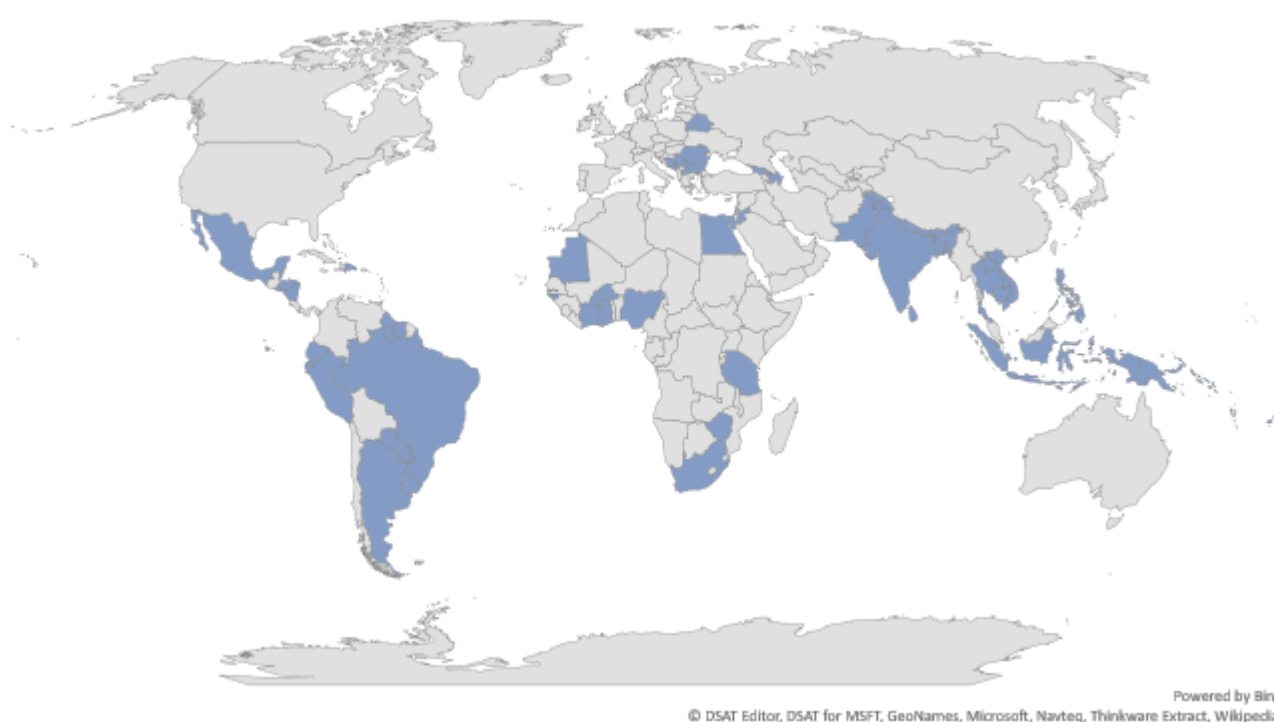 Powered by Bin
© DSAT Editor, DSAT for MSFT, GeoNames, Microsoft, Navteq, Thinkware Extract, Wikipedi